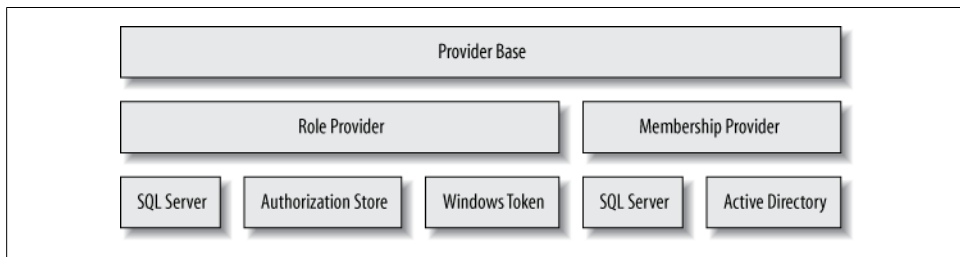 Provider Base
Role Provider
Membership Provider
SQL Server
Authorization Store
Windows Token
SQL Server
Active Directory